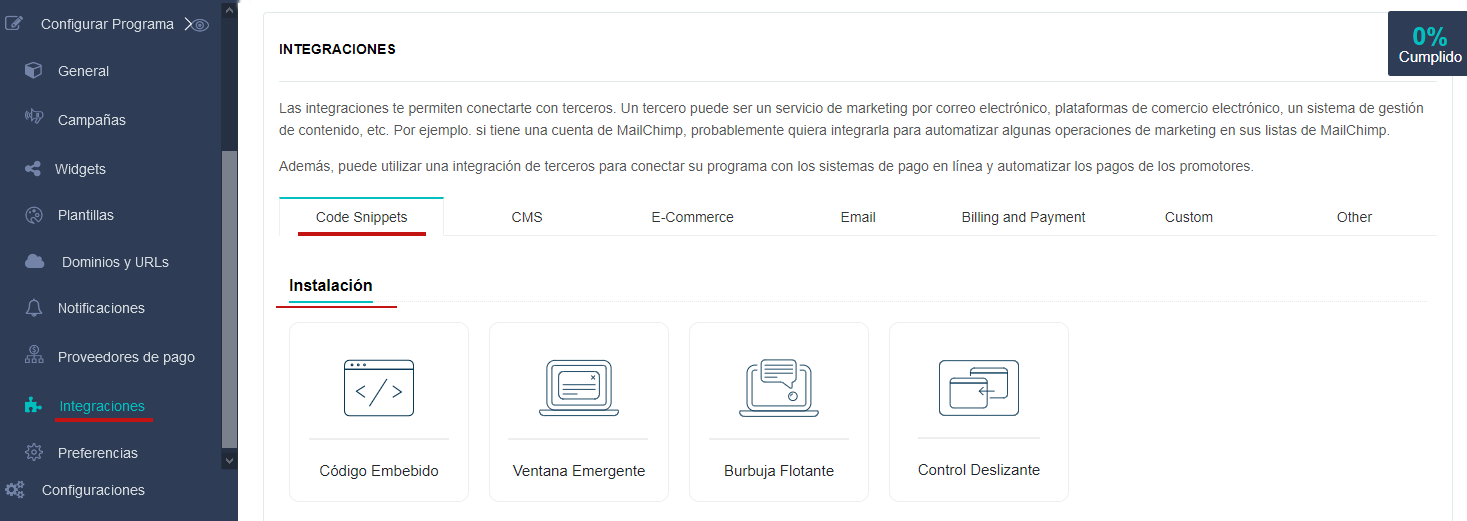 Configurar Programa
General
Campañas
Widgets
Plantillas
Dominios y URLs
Notificaciones
Proveedores de pago
Integraciones
Preferencias
Configuraciones
INTEGRACIONES
0%
Cumplido
Las integraciones te permiten conectarte con terceros. Un tercero puede ser un servicio de marketing por correo electrónico, plataformas de comercio electrónico, un sistema de gestión
de contenido, etc. Por ejemplo. si tiene una cuenta de MailChimp, probablemente quiera integrarla para automatizar algunas operaciones de marketing en sus listas de MailChimp.
Además, puede utilizar una integración de terceros para conectar su programa con los sistemas de pago en línea y automatizar los pagos de los promotores.
Code Snippets CMS E-Commerce Email Billing and Payment Custom Other
Instalación
Código Embebido Ventana Emergente Burbuja Flotante Control Deslizante